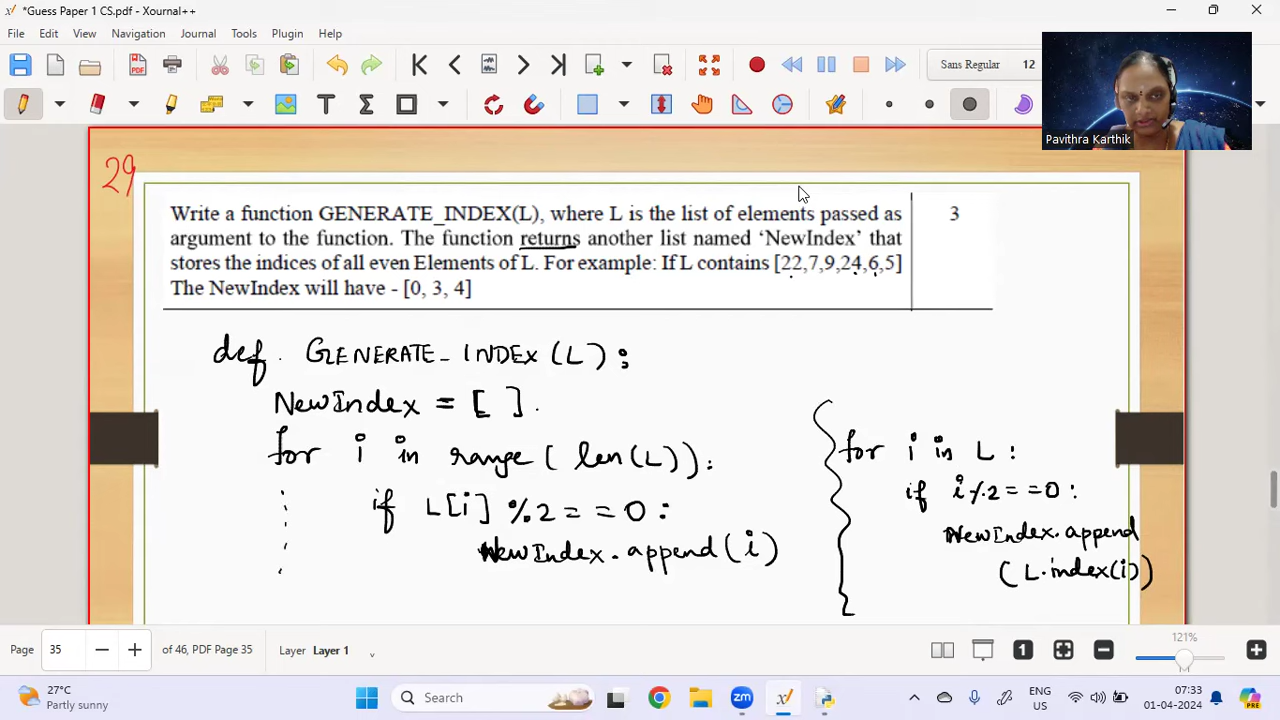 *Guess Paper 1 CS.pdf - Xournal++
File Edit View Navigation Journal Tools Plugin Help
Sans Regular 12
Pavithra Karthik
29
Write a function GENERATE_INDEX(L), where L is the list of elements passed as 3
argument to the function. The function returns another list named ‘NewIndex’ that
stores the indices of all even Elements of L. For example: If L contains [22,7,9,24,6,5]
The NewIndex will have - [0, 3, 4]
def GENERATE_INDEX(L):
NewIndex = [ ].
for i in range( len(L)):
if L[i] %2 = = 0 :
NewIndex.append(i)
for i in L :
if i%2 = = 0 :
NewIndex.append
(L.index(i))
Page 35 of 46, PDF Page 35 Layer Layer 1 121%
27°C
Partly sunny
Search
zm
ENG
IN
07:33
01-04-2024
PRE